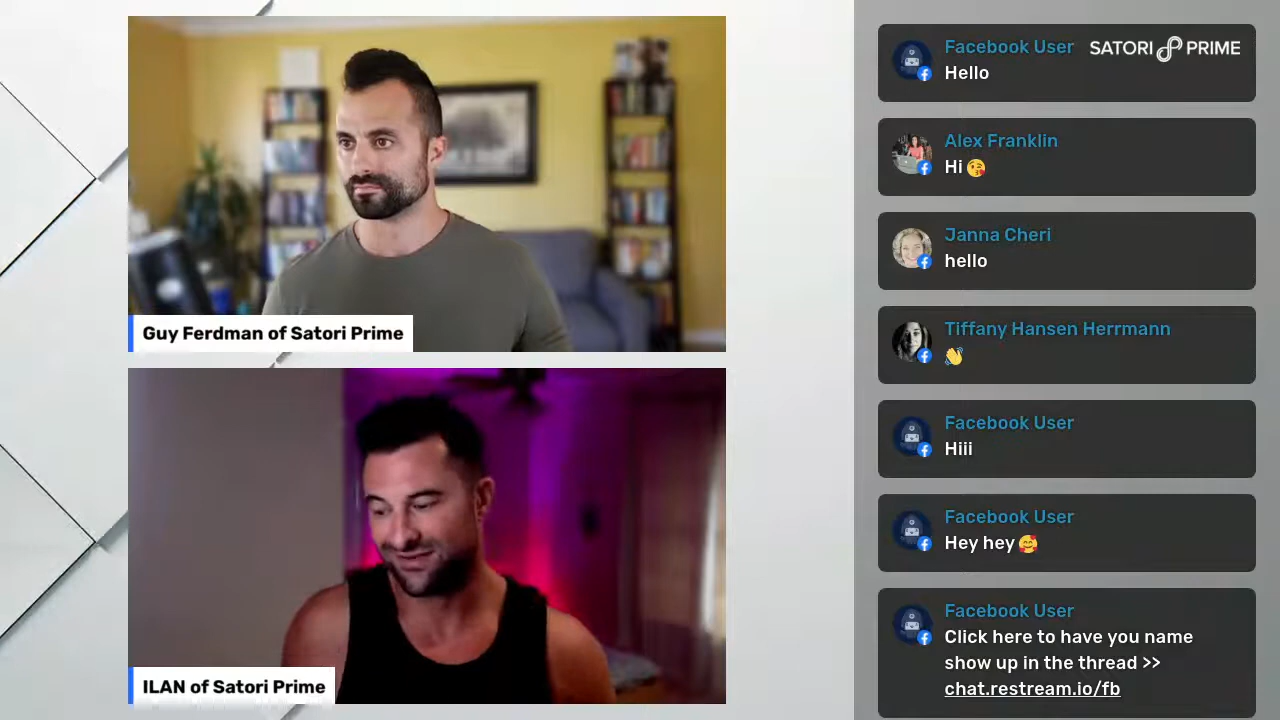 Guy Ferdman of Satori Prime
ILAN of Satori Prime
SATORI PRIME
Facebook User
Hello
Alex Franklin
Hi 😘
Janna Cheri
hello
Tiffany Hansen Herrmann
👋
Facebook User
Hiii
Facebook User
Hey hey 🥰
Facebook User
Click here to have you name
show up in the thread >>
chat.restream.io/fb